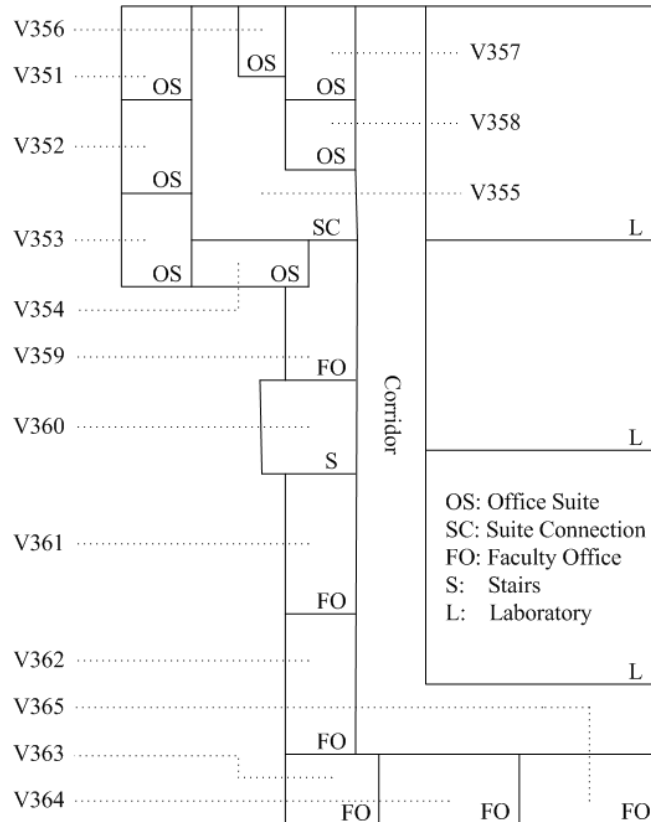 V356
V351
OS
OS
OS
V357
V352
OS
V358
OS
V355
V353
SC
L
OS
OS
V354
V359
FO
Corridor
V360
S
L
OS: Office Suite
SC: Suite Connection
V361
FO: Faculty Office
S: Stairs
FO
L: Laboratory
V362
L
V365
FO
V363
V364
FO
FO
FO